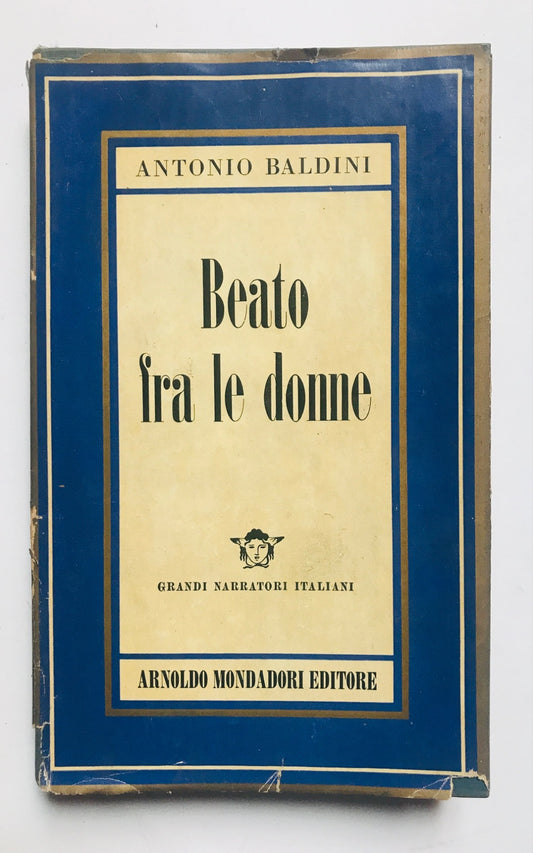 ANTONIO BALDINI
Beato
fra le donne
GRANDI NARRATORI ITALIANI
ARNOLDO MONDADORI EDITORE